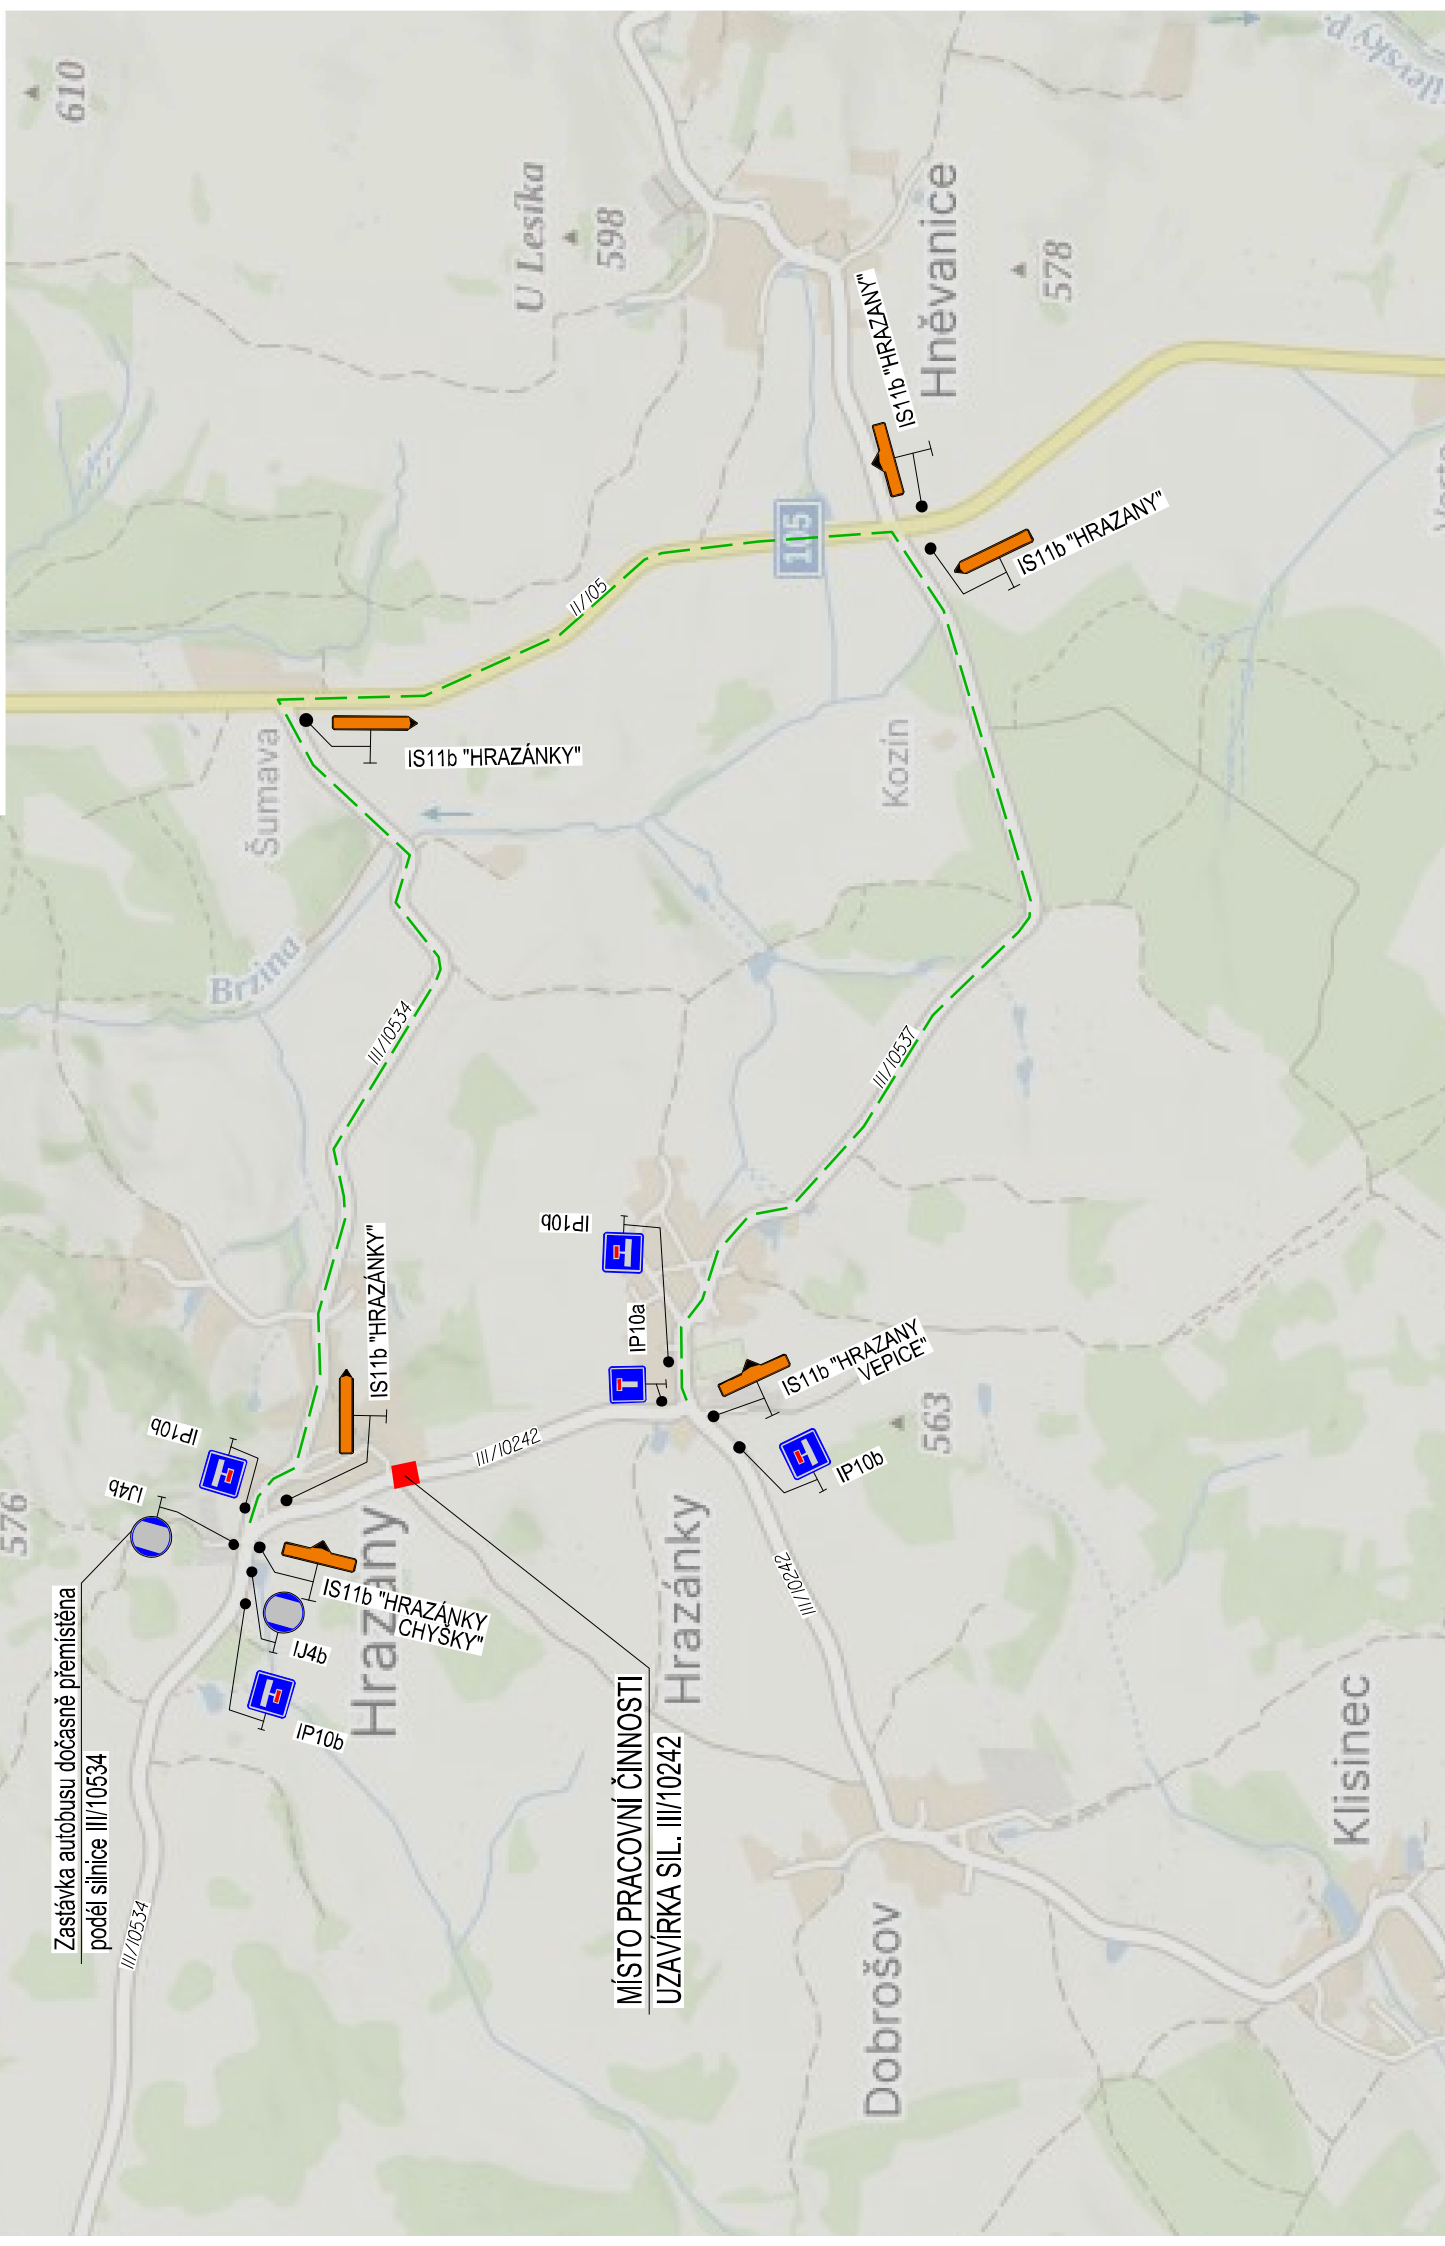 Zastávka autobusu dočasně přemístěna
podél silnice III/10534
III/10534
576
IJ4b
IP10b
IS11b "HRAZÁNKY"
IS11b "HRAZÁNKY
CHYŠKY"
IJ4b
IP10b
Hrazany
MÍSTO PRACOVNÍ ČINNOSTI
UZAVÍRKA SIL. III/10242
III/10242
III/10534
Brzina
Šumava
IS11b "HRAZÁNKY"
II/105
105
610
U Lesíka
598
Hněvanice
578
IS11b "HRAZANY"
IS11b "HRAZANY"
Kozín
III/10537
IP10b
IP10a
IS11b "HRAZANY
VEPICE"
IP10b
563
Hrazánky
III/10242
Dobrošov
Klisinec